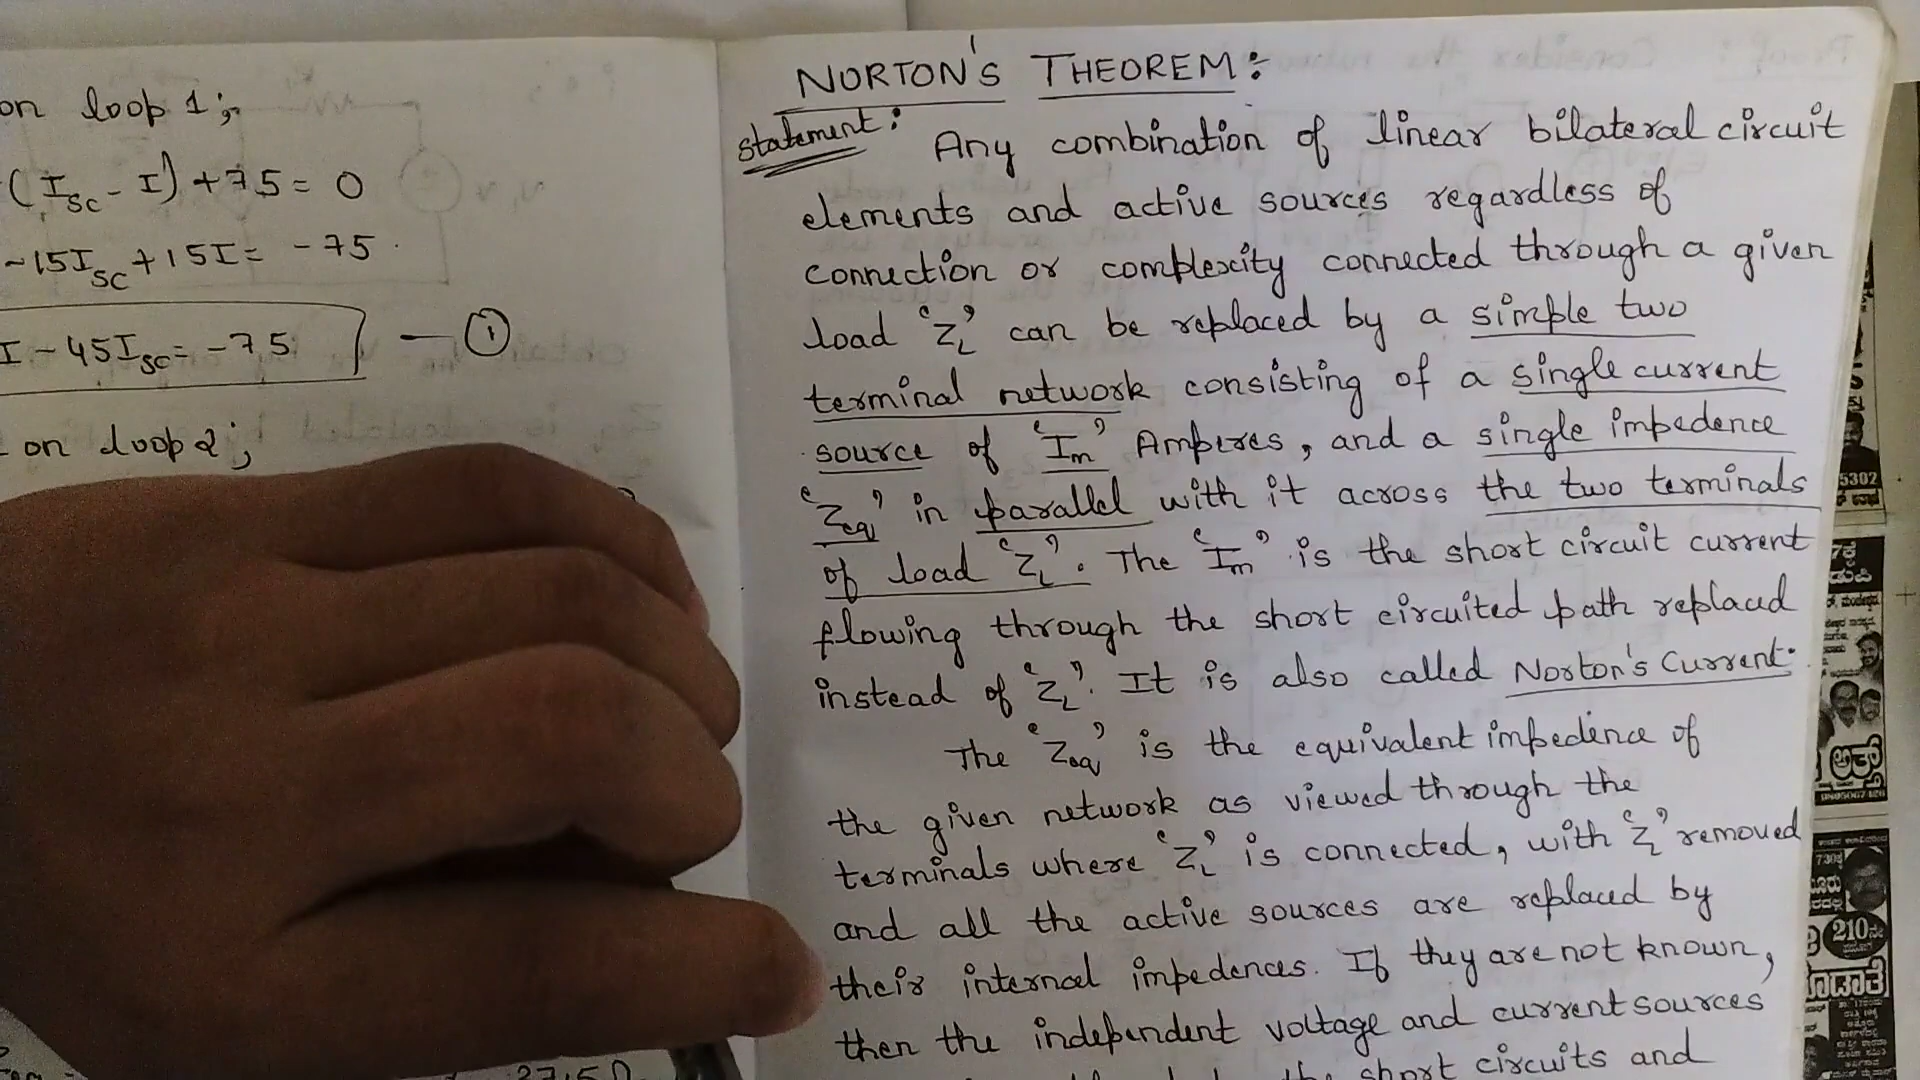 on loop 1;
(Isc - I) + 75 = 0
-15Isc + 15I = -75
I - 45Isc = -75 — ①
on loop 2;
27.5Ω
NORTON'S THEOREM:
Statement: Any combination of linear bilateral circuit
elements and active sources regardless of
connection or complexity connected through a given
load 'ZL' can be replaced by a simple two
terminal network consisting of a single current
source of 'Im' Amperes, and a single impedence
'Zeq' in parallel with it across the two terminals
of load 'ZL'. The 'Im' is the short circuit current
flowing through the short circuited path replaced
instead of 'ZL'. It is also called Norton's Current.
The 'Zeq' is the equivalent impedence of
the given network as viewed through the
terminals where 'ZL' is connected, with 'ZL' removed
and all the active sources are replaced by
their internal impedences. If they are not known,
then the independent voltage and current sources
short circuits and
5302
730
210